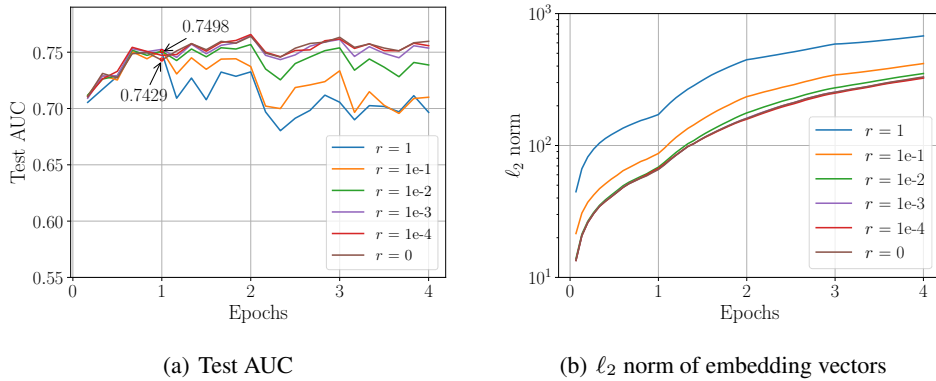 0.7498
0.7429
0.75
0.70
0.65
0.60
0.55
Test AUC
r = 1
r = 1e-1
r = 1e-2
r = 1e-3
r = 1e-4
r = 0
0 1 2 3 4
Epochs
(a) Test AUC
10³
10²
10¹
ℓ₂ norm
r = 1
r = 1e-1
r = 1e-2
r = 1e-3
r = 1e-4
r = 0
0 1 2 3 4
Epochs
(b) ℓ₂ norm of embedding vectors